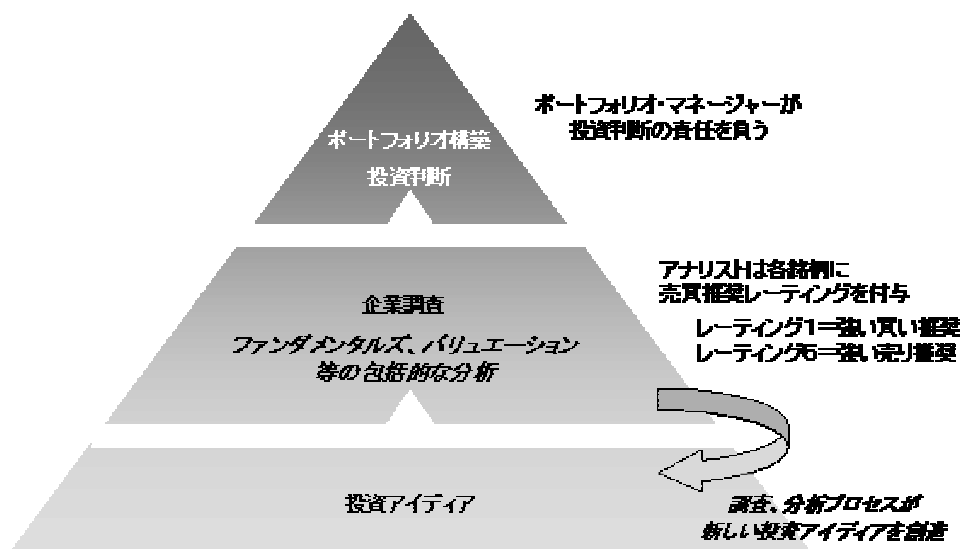 ポートフォリオ構築
投資判断
ポートフォリオ・マネージャーが
投資判断の責任を負う
企業調査
ファンダメンタルズ、バリュエーション
等の包括的な分析
アナリストは各銘柄に
売買推奨レーティングを付与
レーティング1=強い買い推奨
レーティング5=強い売り推奨
投資アイディア
調査、分析プロセスが
新しい投資アイディアを創造